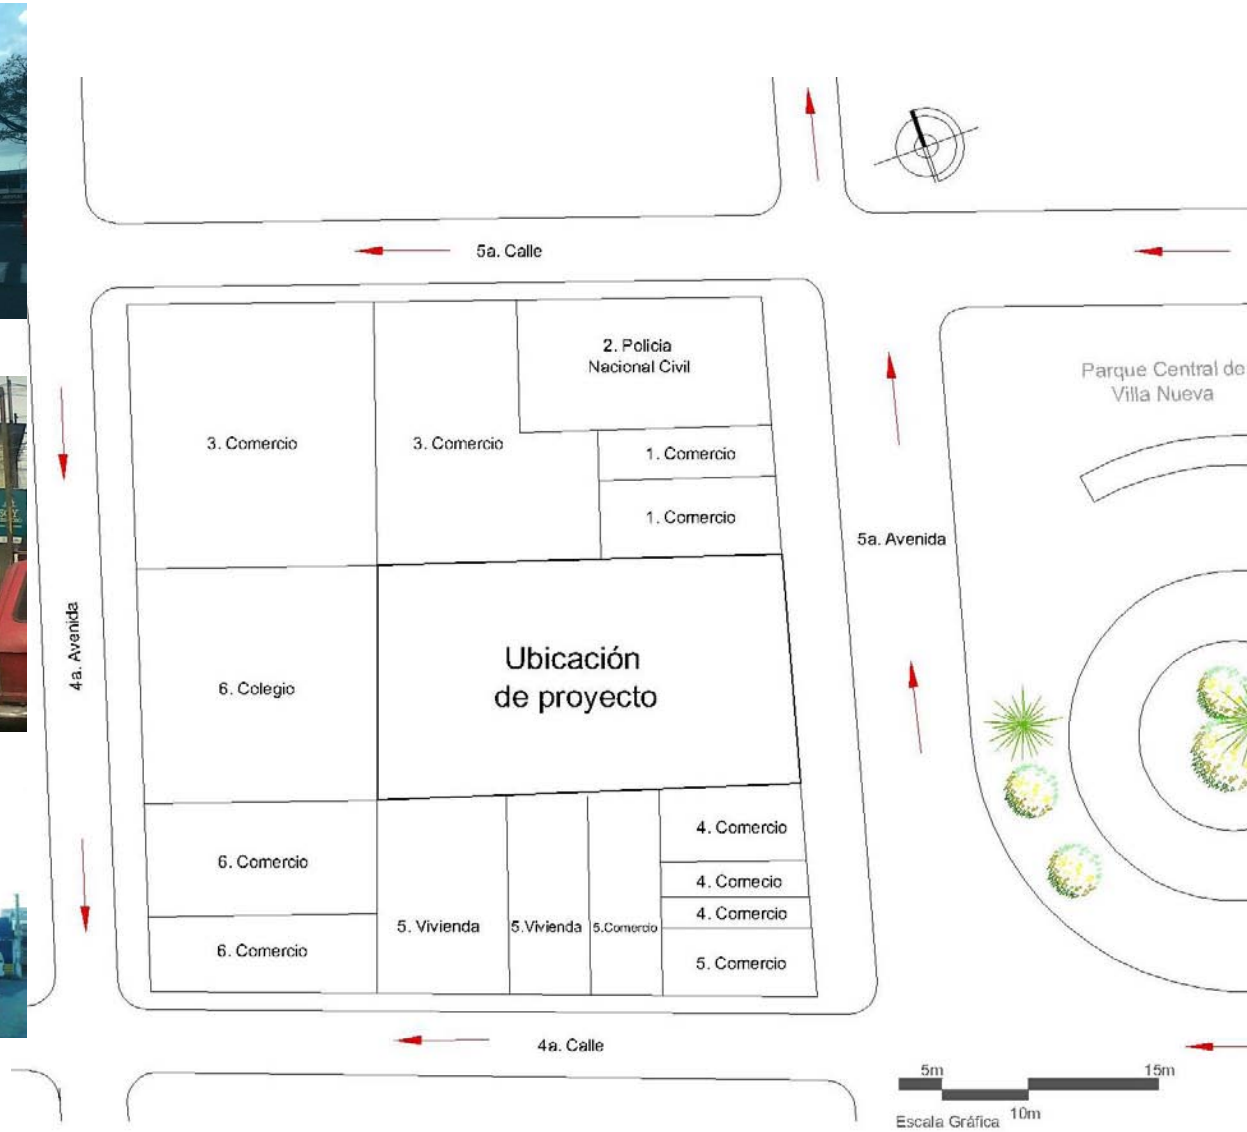 5a. Calle
2. Policia
Nacional Civil
Parque Central de
Villa Nueva
3. Comercio
3. Comercio
1. Comercio
1. Comercio
5a. Avenida
4a. Avenida
Ubicación
de proyecto
6. Colegio
4. Comercio
6. Comercio
4. Comecio
4. Comercio
5. Vivienda
5.Vivienda
5.Comercio
6. Comercio
5. Comercio
4a. Calle
5m
15m
10m
Escala Gráfica